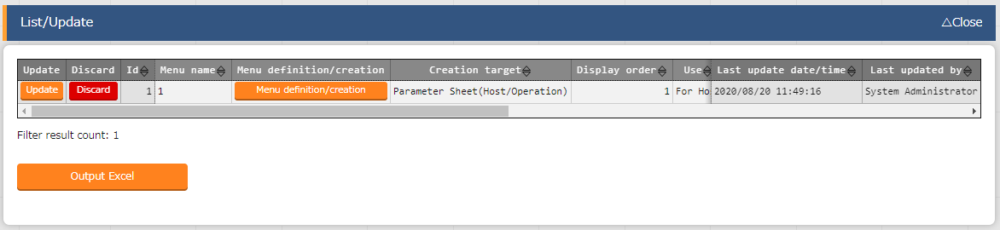 List/Update △Close
Update Discard Id Menu name Menu definition/creation Creation target Display order Use Last update date/time Last updated by
Update Discard 1 1 Menu definition/creation Parameter Sheet(Host/Operation) 1 For Ho 2020/08/20 11:49:16 System Administrator
Filter result count: 1
Output Excel